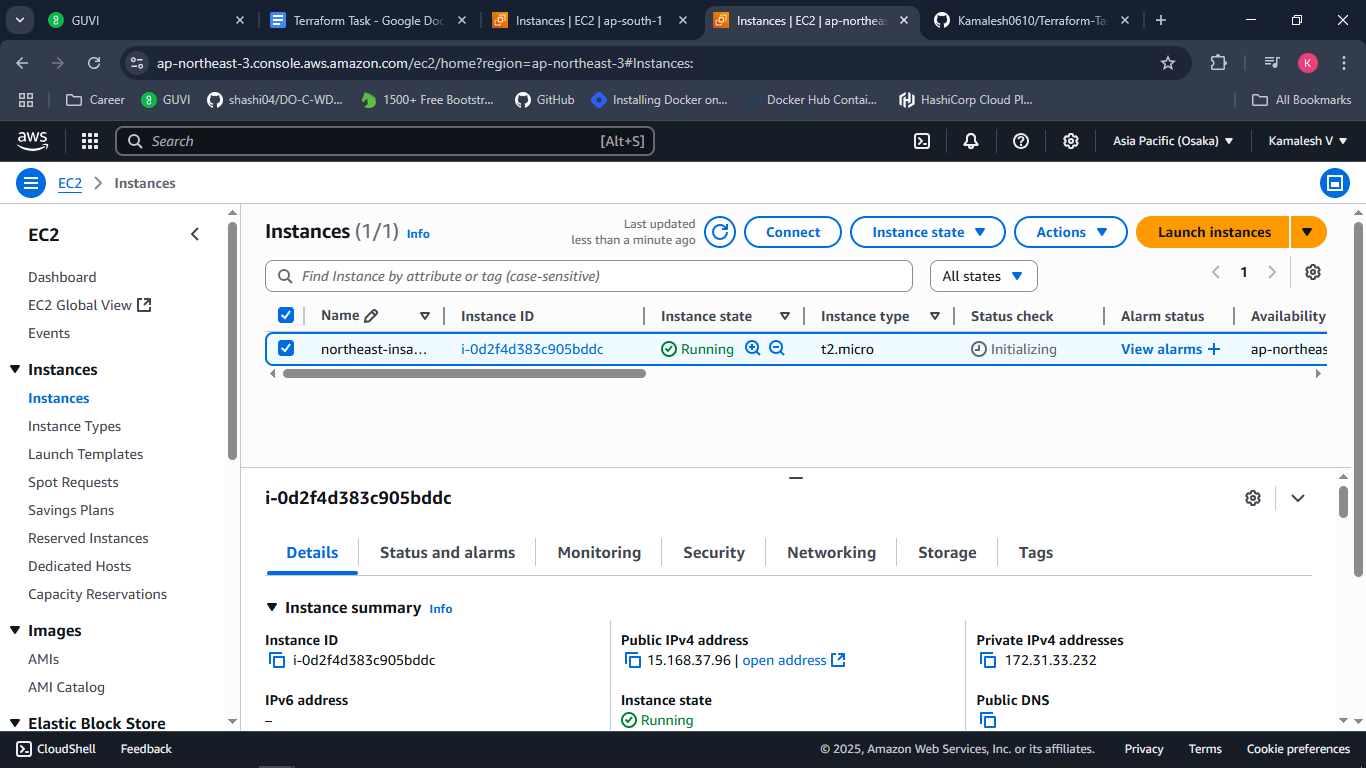 GUVI
Terraform Task - Google Doc
Instances | EC2 | ap-south-1
Instances | EC2 | ap-northeas
Kamalesh0610/Terraform-Ta
ap-northeast-3.console.aws.amazon.com/ec2/home?region=ap-northeast-3#Instances:
K
Career
GUVI
shashi04/DO-C-WD...
1500+ Free Bootstr...
GitHub
Installing Docker on...
Docker Hub Contai...
HashiCorp Cloud Pl...
All Bookmarks
aws
Search
[Alt+S]
Asia Pacific (Osaka)
Kamalesh V
EC2
Instances
EC2
Dashboard
EC2 Global View
Events
Instances
Instances
Instance Types
Launch Templates
Spot Requests
Savings Plans
Reserved Instances
Dedicated Hosts
Capacity Reservations
Images
AMIs
AMI Catalog
Elastic Block Store
Instances (1/1) Info
Last updated
less than a minute ago
Connect
Instance state
Actions
Launch instances
Find Instance by attribute or tag (case-sensitive)
All states
1
Name
Instance ID
Instance state
Instance type
Status check
Alarm status
Availability
northeast-insa...
i-0d2f4d383c905bddc
Running
t2.micro
Initializing
View alarms +
ap-northeas
i-0d2f4d383c905bddc
Details
Status and alarms
Monitoring
Security
Networking
Storage
Tags
Instance summary Info
Instance ID
i-0d2f4d383c905bddc
Public IPv4 address
15.168.37.96 | open address
Private IPv4 addresses
172.31.33.232
IPv6 address
–
Instance state
Running
Public DNS
CloudShell
Feedback
© 2025, Amazon Web Services, Inc. or its affiliates.
Privacy
Terms
Cookie preferences